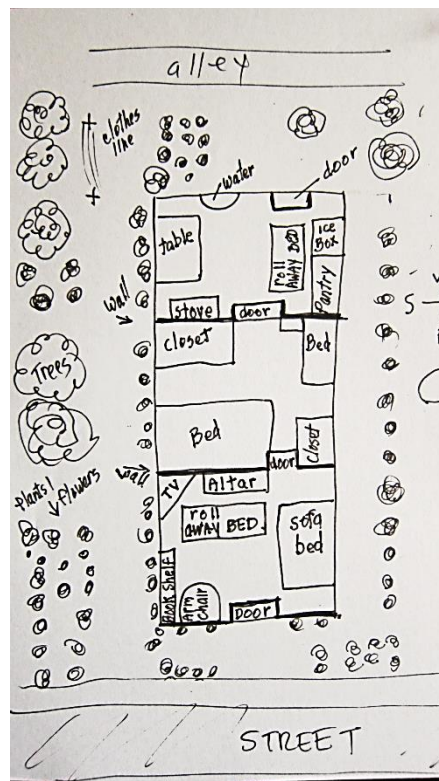 alley
clothes
line
water
door
table
roll
AWAY BED
ice
Box
Pantry
wall
stove
door
closet
Bed
Trees
Bed
closet
door
wall
plants /
flowers
TV
Altar
roll
AWAY BED
Sofa
bed
Book Shelf
Arm
chair
Door
STREET